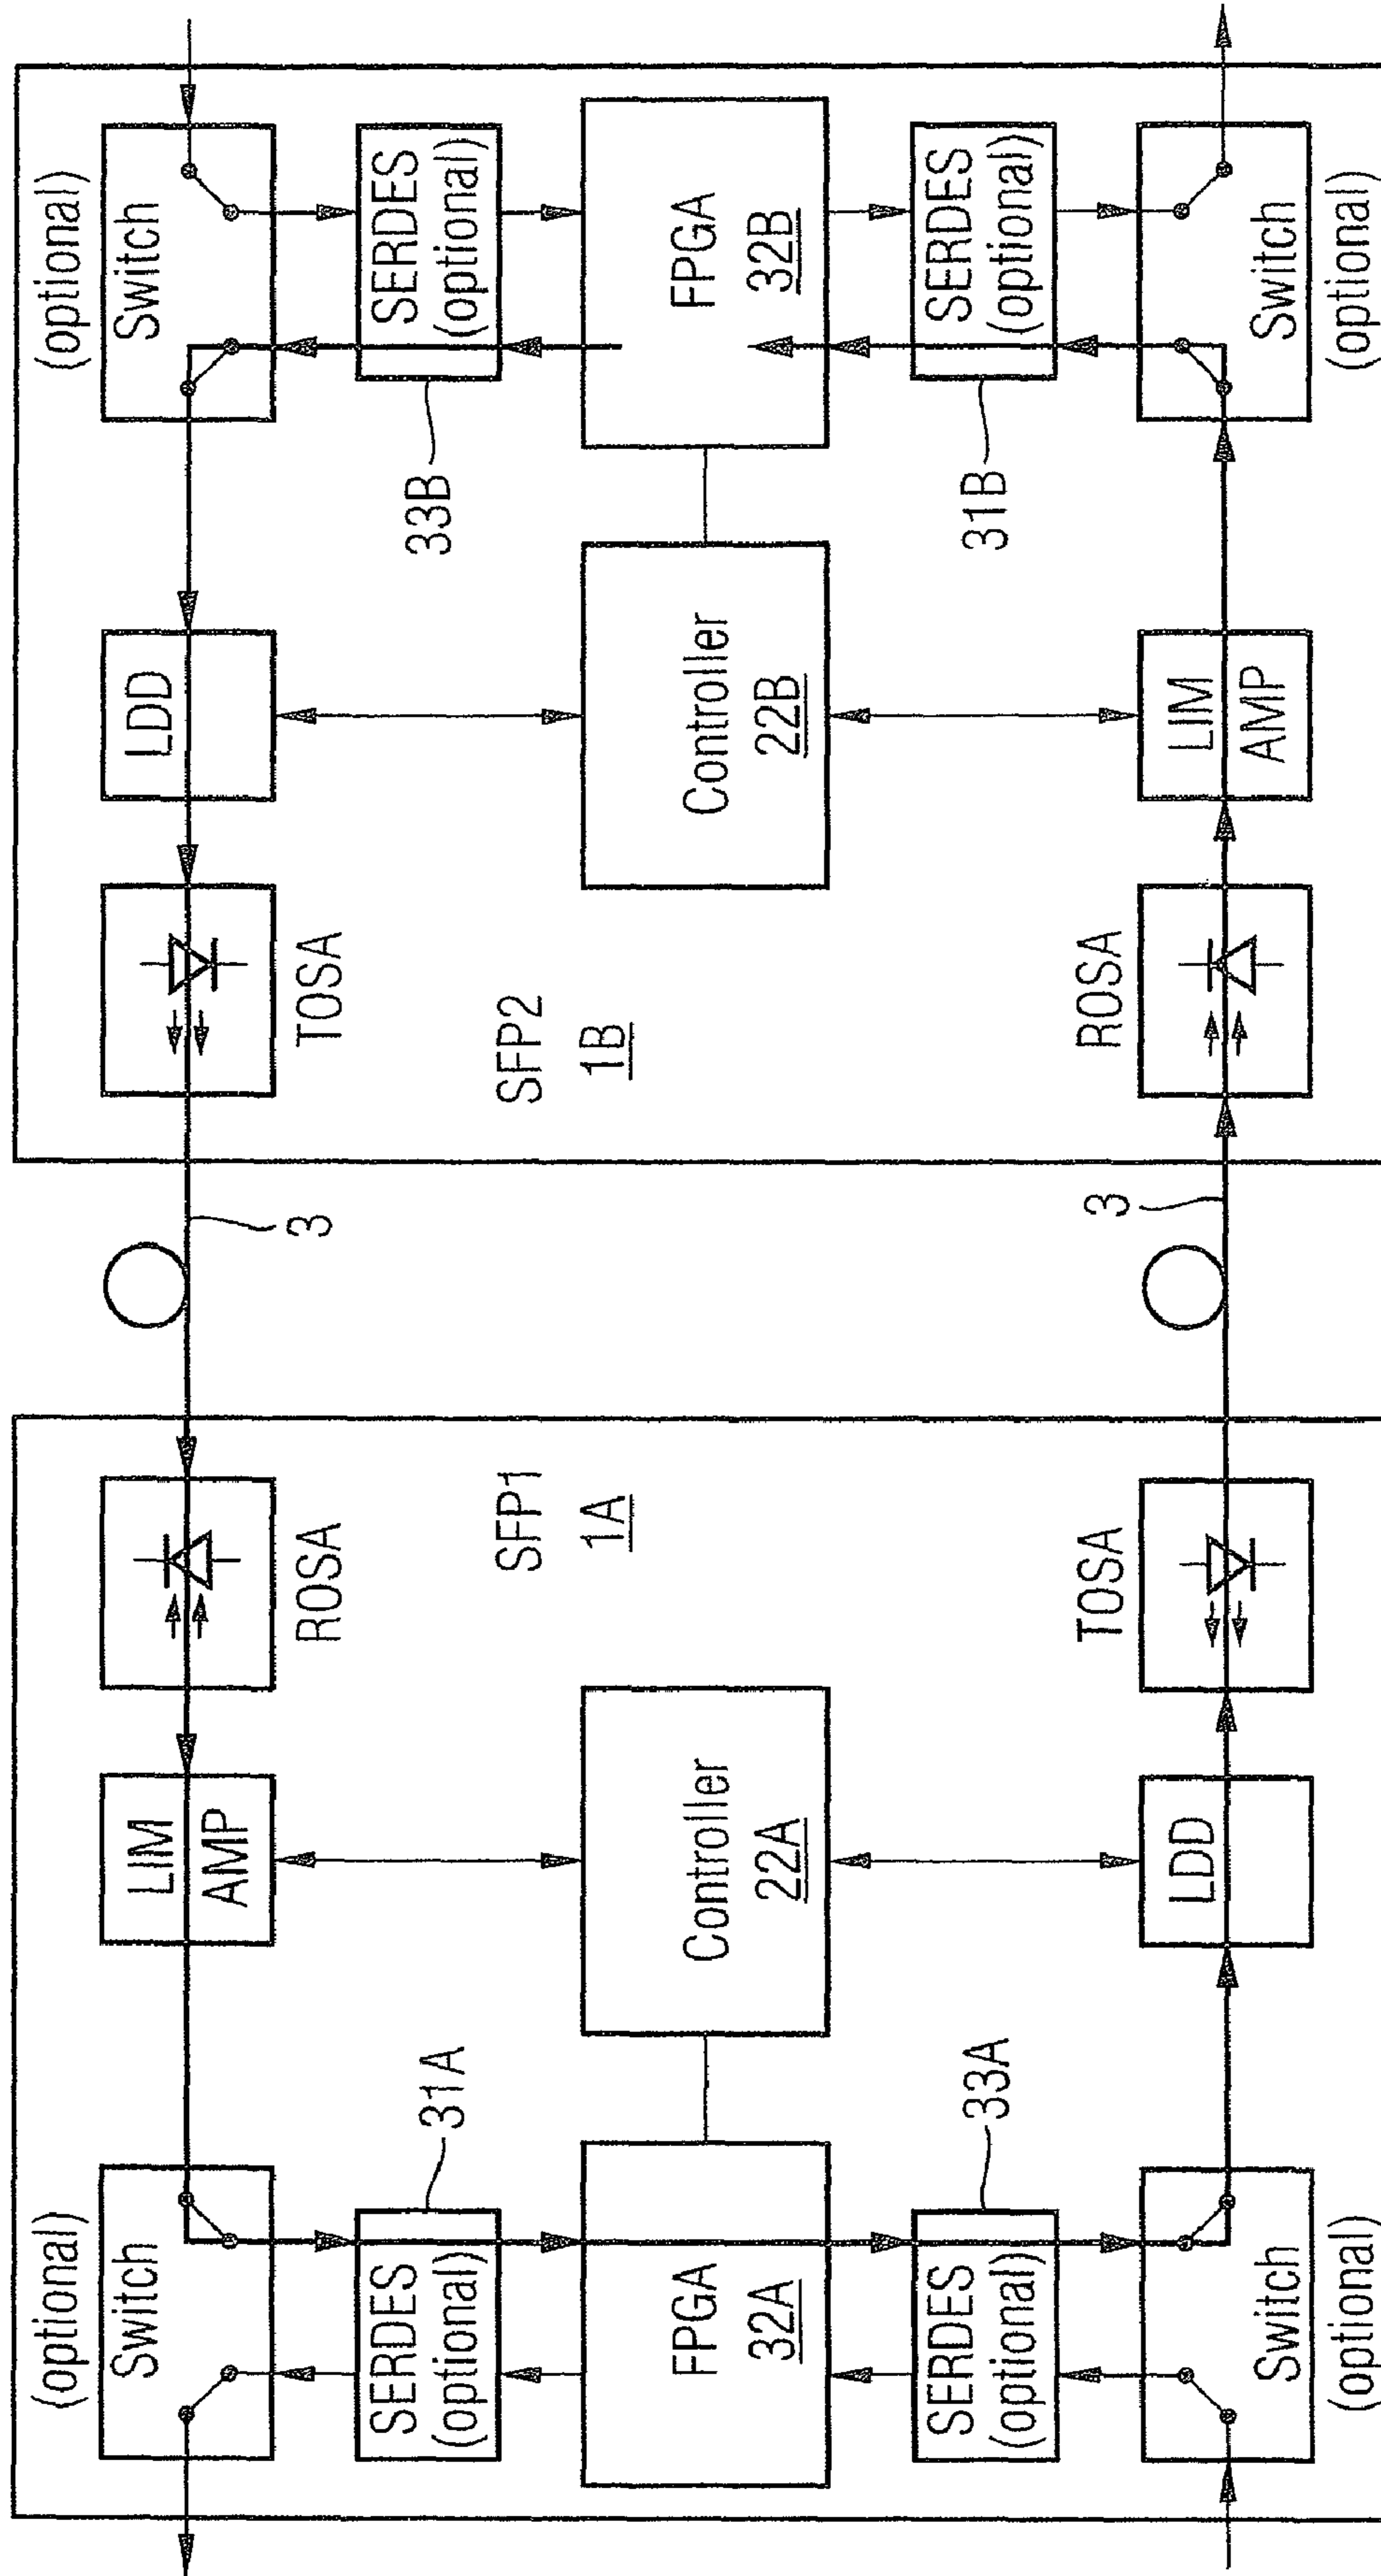 (optional)
Switch
LIM
AMP
ROSA
3
TOSA
LDD
(optional)
Switch
SERDES
(optional)
31A
SFP1
1A
SFP2
1B
33B
SERDES
(optional)
FPGA
32A
Controller
22A
Controller
22B
FPGA
32B
SERDES
(optional)
33A
31B
SERDES
(optional)
Switch
(optional)
LDD
TOSA
3
ROSA
LIM
AMP
Switch
(optional)